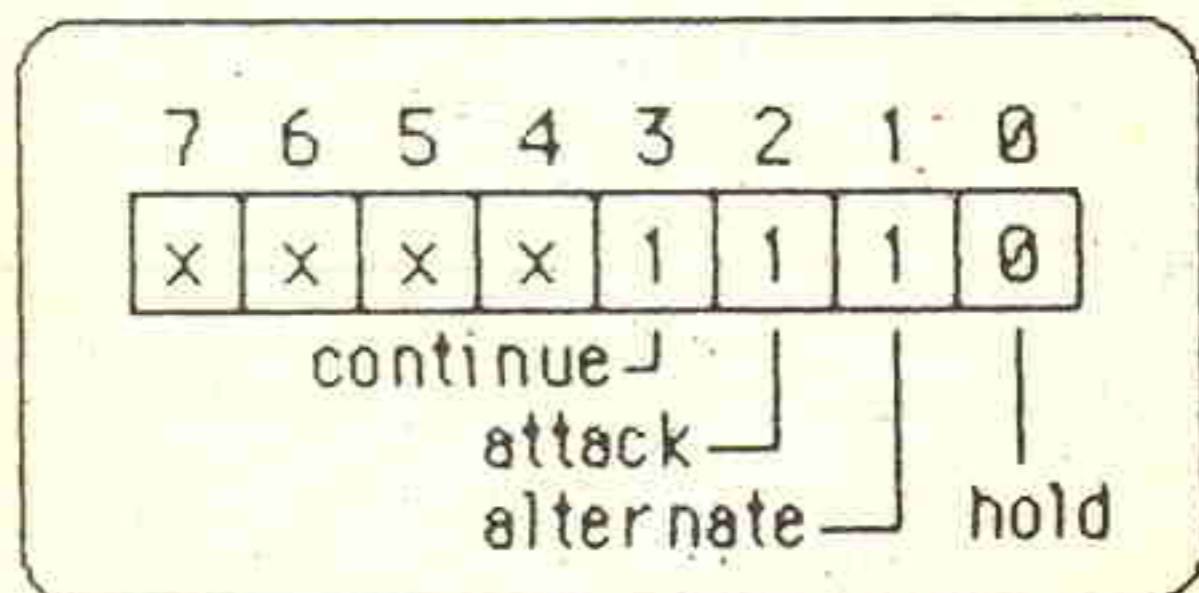 7 6 5 4 3 2 1 0
x x x x 1 1 1 0
continue
attack
alternate hold